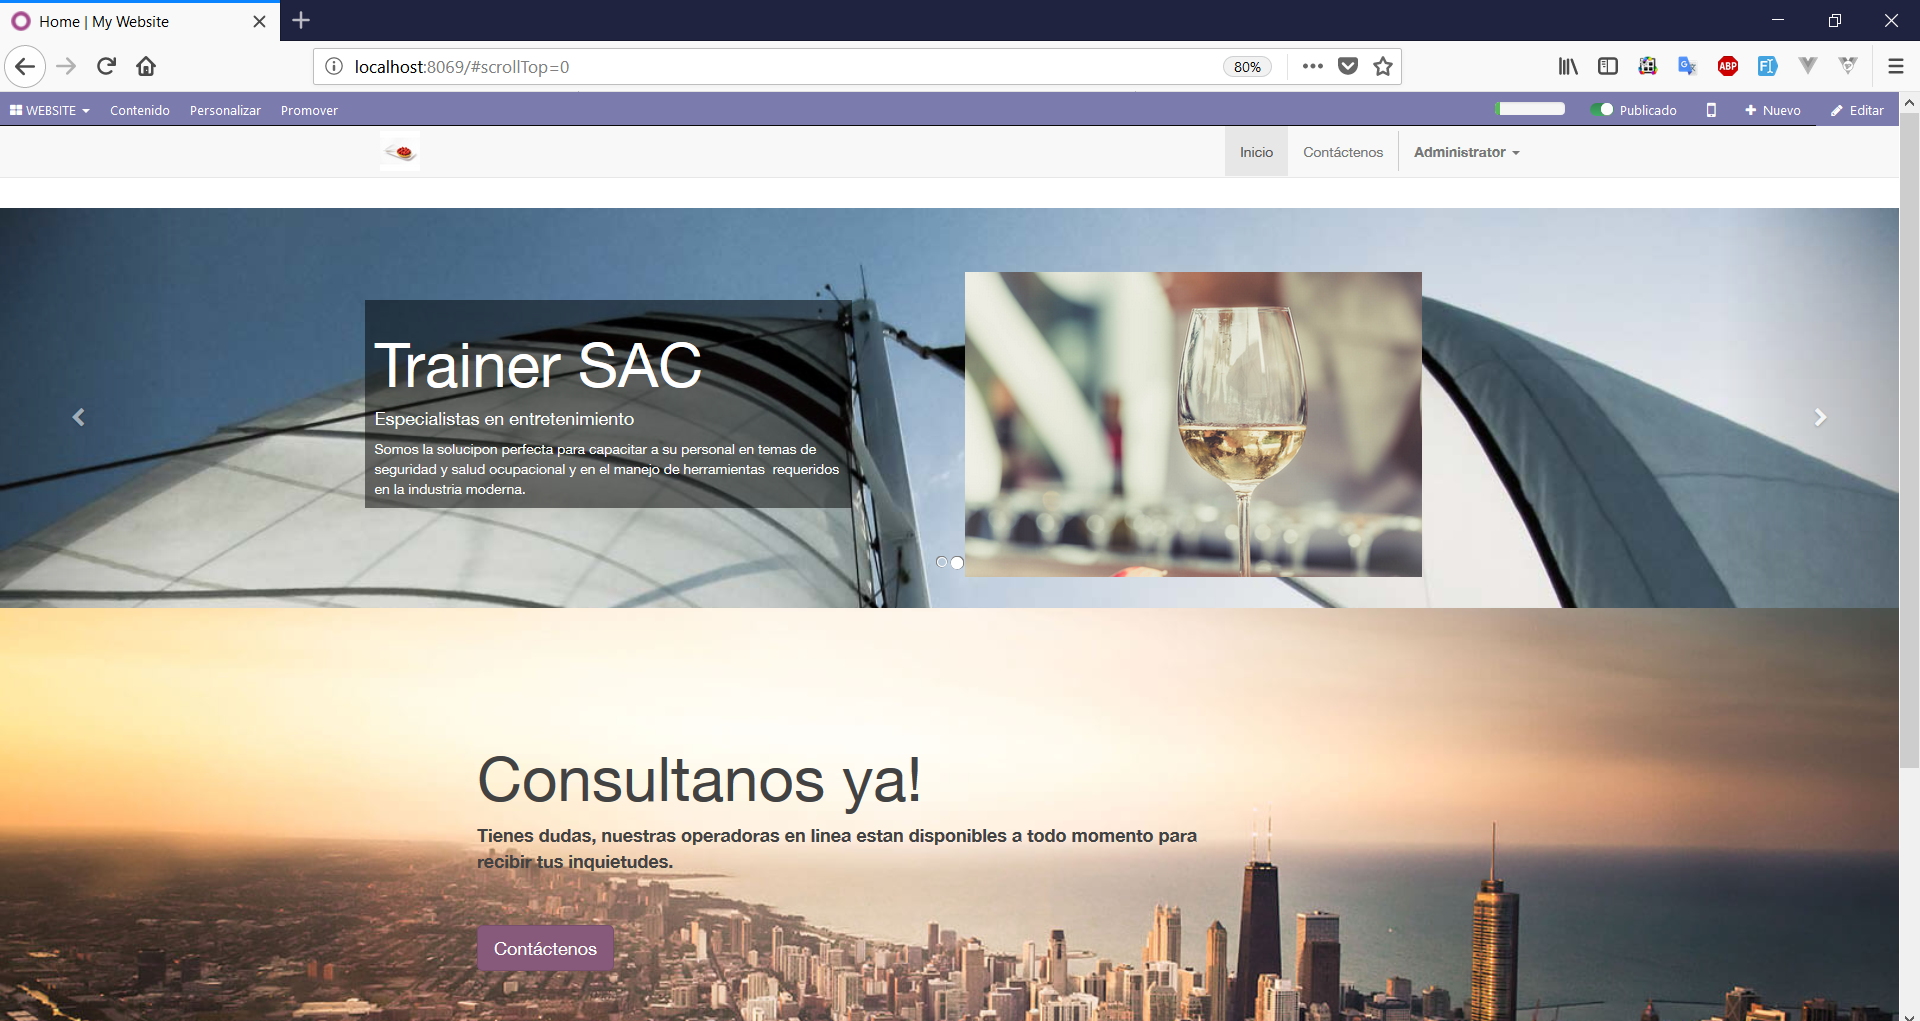 Home | My Website
localhost:8069/#scrollTop=0
80%
ABP
WEBSITE Contenido Personalizar Promover Publicado Nuevo Editar
Inicio Contáctenos Administrator
Trainer SAC
Especialistas en entretenimiento
Somos la solucipon perfecta para capacitar a su personal en temas de
seguridad y salud ocupacional y en el manejo de herramientas requeridos
en la industria moderna.
Consultanos ya!
Tienes dudas, nuestras operadoras en linea estan disponibles a todo momento para
recibir tus inquietudes.
Contáctenos